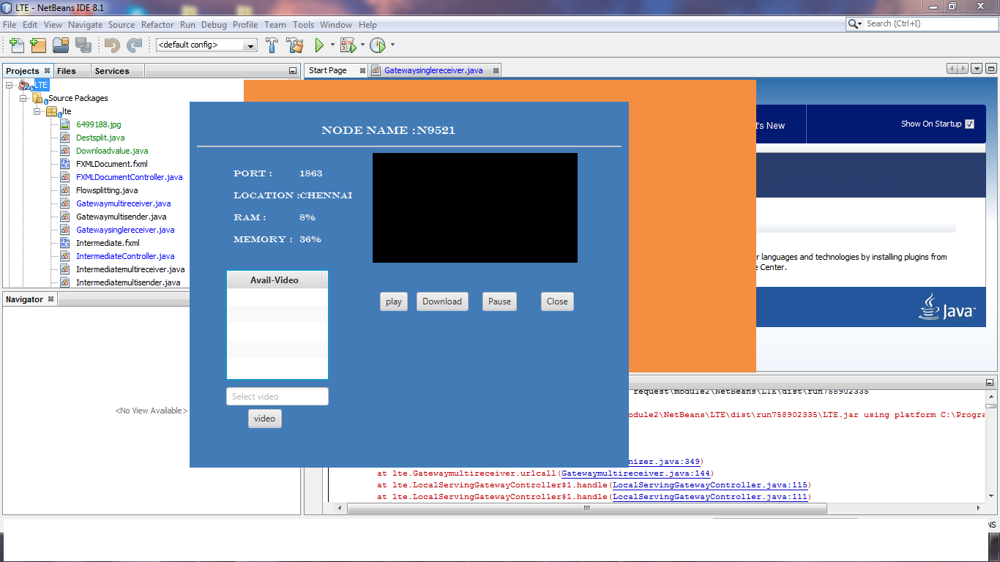 LTE - NetBeans IDE 8.1
File Edit View Navigate Source Refactor Run Debug Profile Team Tools Window Help
Search (Ctrl+I)
<default config>
Projects Files Services
Start Page Gatewaysinglereceiver.java
LTE
Source Packages
lte
6499188.jpg
Destsplit.java
Downloadvalue.java
FXMLDocument.fxml
FXMLDocumentController.java
Flowsplitting.java
Gatewaymultireceiver.java
Gatewaymultisender.java
Gatewaysinglereceiver.java
Intermediate.fxml
IntermediateController.java
Intermediatemultireceiver.java
Intermediatemultisender.java
Navigator
<No View Available>
NODE NAME :N9521
PORT : 1863
LOCATION :CHENNAI
RAM : 8%
MEMORY : 36%
Avail-Video
play Download Pause Close
Select video
video
t's New
Show On Startup
r languages and technologies by installing plugins from
e Center.
Java
request\module2\NetBeans\LTE\dist\run758902335
odule2\NetBeans\LTE\dist\run758902335\LTE.jar using platform C:\Progra
nizer.java:349)
at lte.Gatewaymultireceiver.urlcall(Gatewaymultireceiver.java:144)
at lte.LocalServingGatewayController$1.handle(LocalServingGatewayController.java:115)
at lte.LocalServingGatewayController$1.handle(LocalServingGatewayController.java:111)
NS